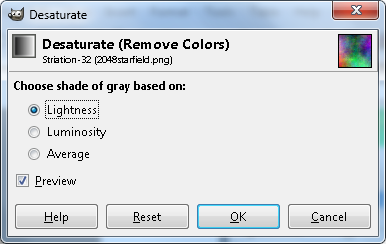 Desaturate
Desaturate (Remove Colors)
Striation-32 (2048starfield.png)
Choose shade of gray based on:
Lightness
Luminosity
Average
Preview
Help Reset OK Cancel